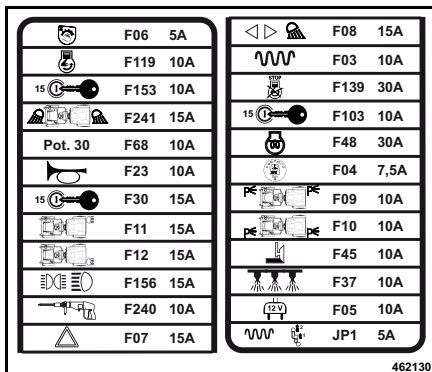 F06 5A
F119 10A
15 F153 10A
F241 15A
Pot. 30 F68 10A
F23 10A
15 F30 15A
F11 15A
F12 15A
F156 15A
F240 10A
F07 15A
F08 15A
F03 10A
STOP F139 30A
15 F103 10A
F48 30A
F04 7,5A
P F09 10A
P F10 10A
F45 10A
F37 10A
12 V F05 10A
JP1 5A
462130